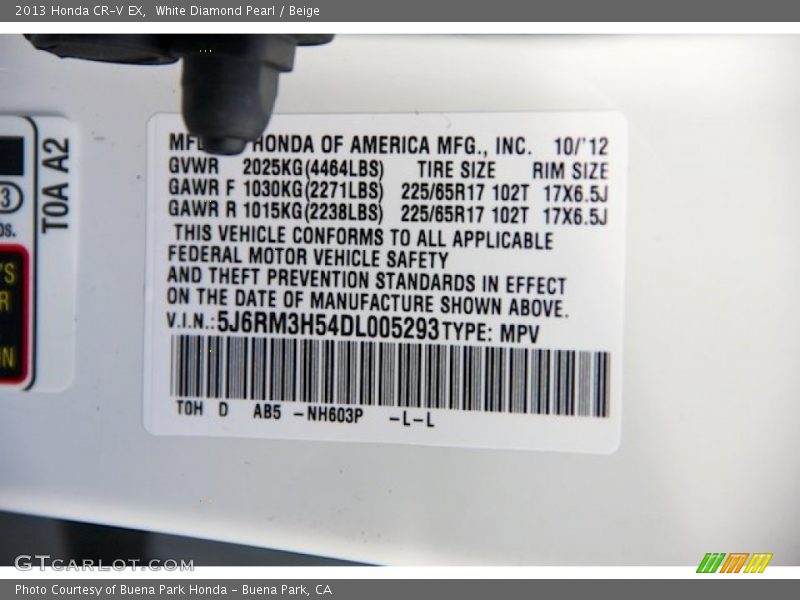 2013 Honda CR-V EX,  White Diamond Pearl / Beige
TOA A2
3
OS.
'S
R
ON
HONDA OF AMERICA MFG., INC. 10/'12
GVWR 2025KG(4464LBS) TIRE SIZE RIM SIZE
GAWR F 1030KG(2271LBS) 225/65R17 102T 17X6.5J
GAWR R 1015KG(2238LBS) 225/65R17 102T 17X6.5J
THIS VEHICLE CONFORMS TO ALL APPLICABLE
FEDERAL MOTOR VEHICLE SAFETY
AND THEFT PREVENTION STANDARDS IN EFFECT
ON THE DATE OF MANUFACTURE SHOWN ABOVE.
V.I.N.:5J6RM3H54DL005293 TYPE: MPV
T0H D AB5 -NH603P -L-L
GTCARLOT.COM
Photo Courtesy of Buena Park Honda - Buena Park, CA